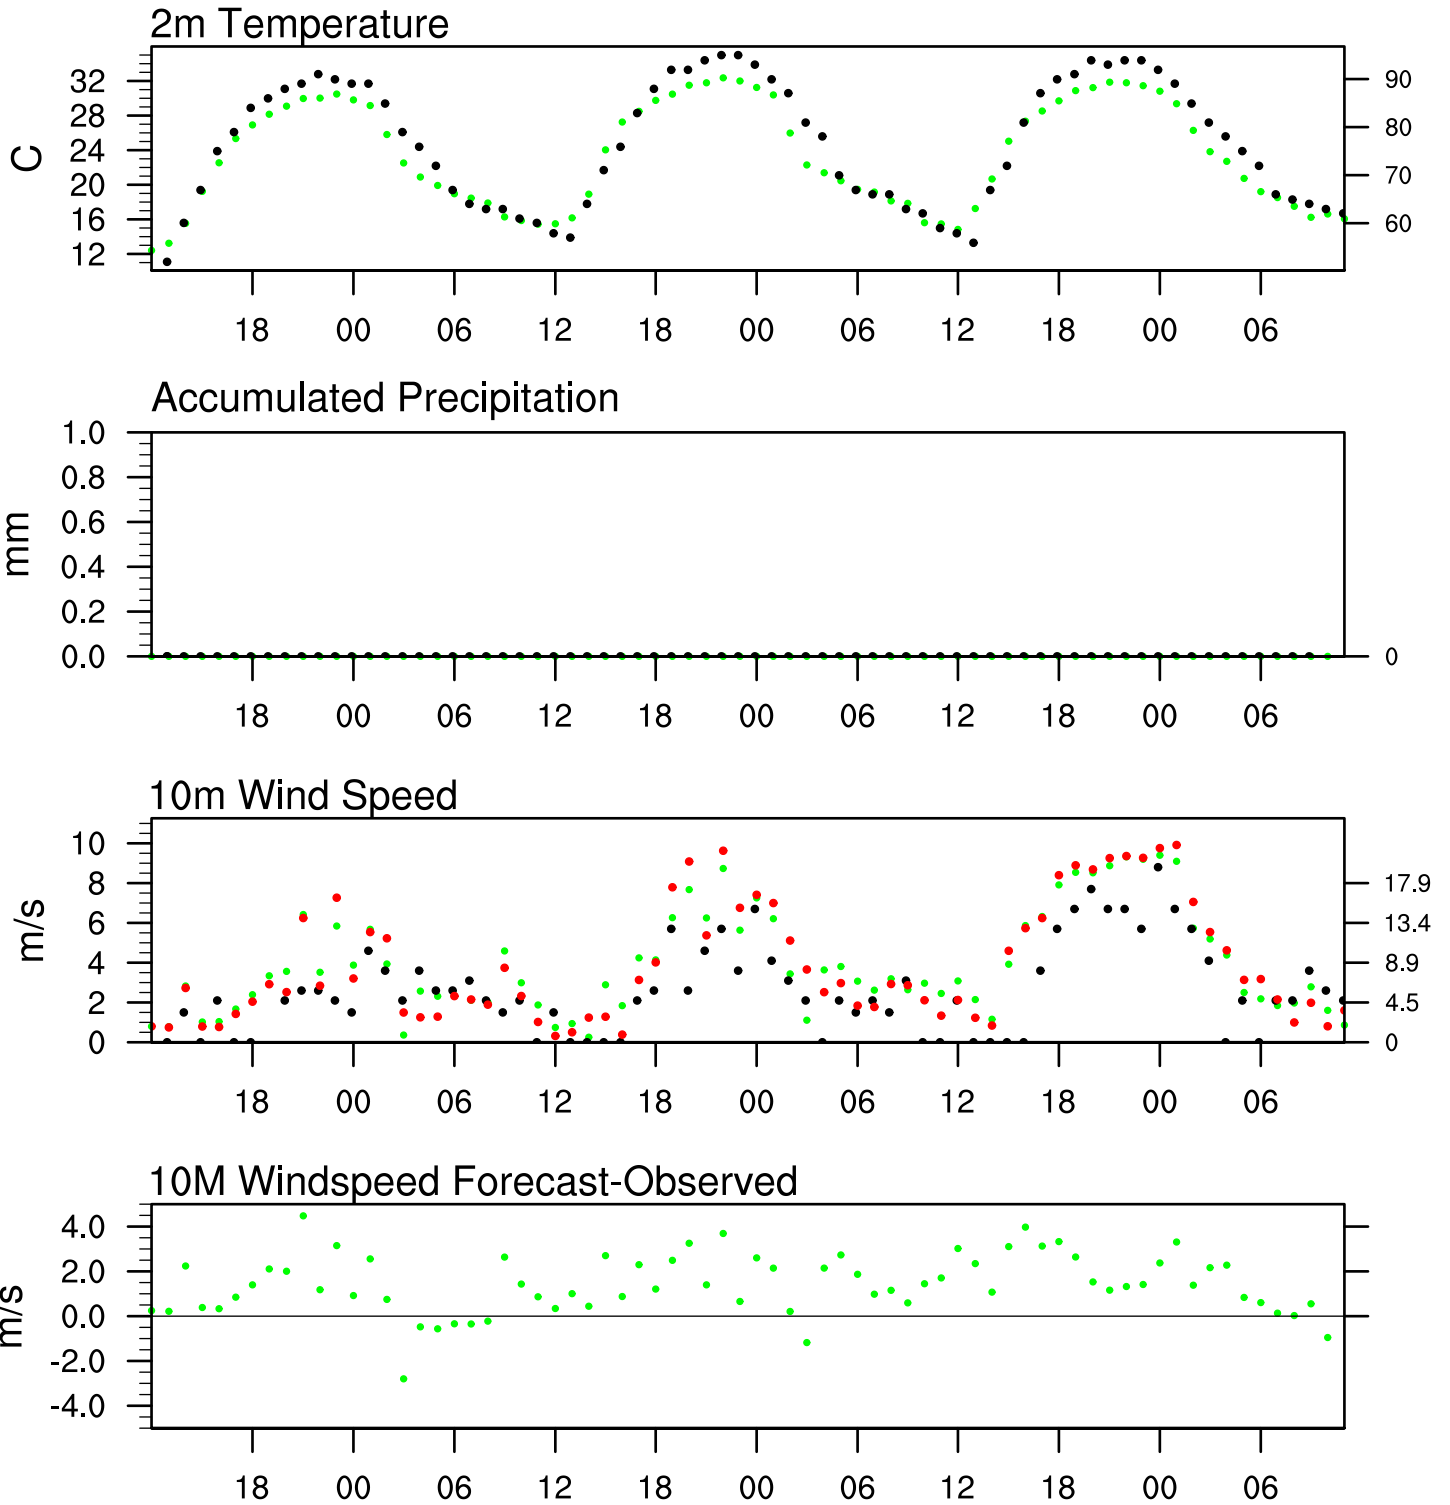 2m Temperature
C
32
28
24
20
16
12
90
80
70
60
18 00 06 12 18 00 06 12 18 00 06
Accumulated Precipitation
mm
1.0
0.8
0.6
0.4
0.2
0.0
0
18 00 06 12 18 00 06 12 18 00 06
10m Wind Speed
m/s
10
8
6
4
2
0
17.9
13.4
8.9
4.5
0
18 00 06 12 18 00 06 12 18 00 06
10M Windspeed Forecast-Observed
m/s
4.0
2.0
0.0
-2.0
-4.0
18 00 06 12 18 00 06 12 18 00 06